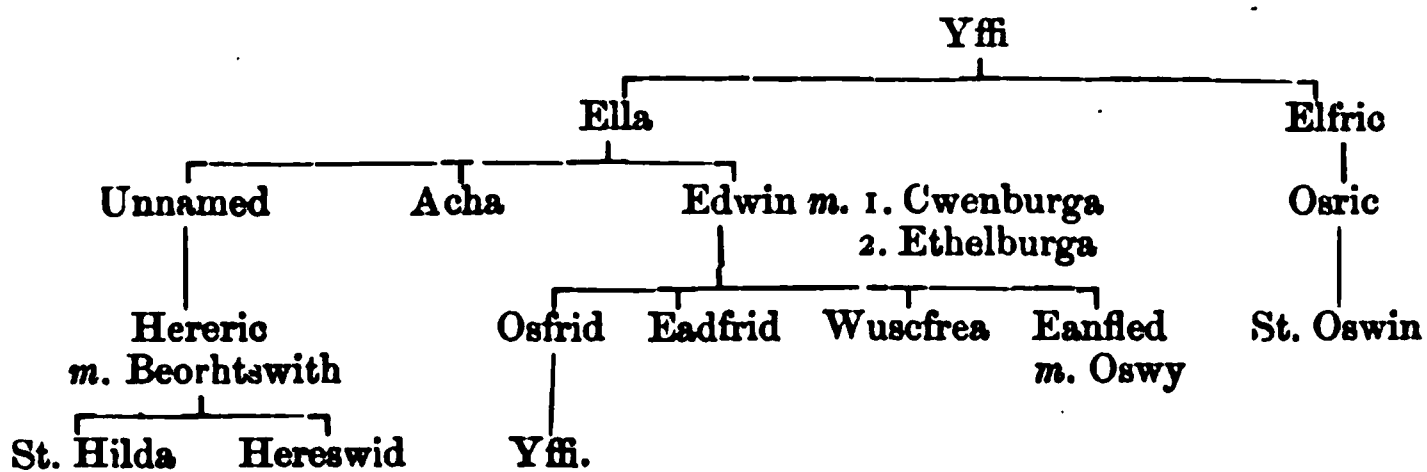 Yffi
Ella Elfric
Unnamed Acha Edwin m. 1. Cwenburga Osric
2. Ethelburga
Hereric Osfrid Eadfrid Wuscfrea Eanfled St. Oswin
m. Beorhtswith m. Oswy
St. Hilda Hereswid Yffi.